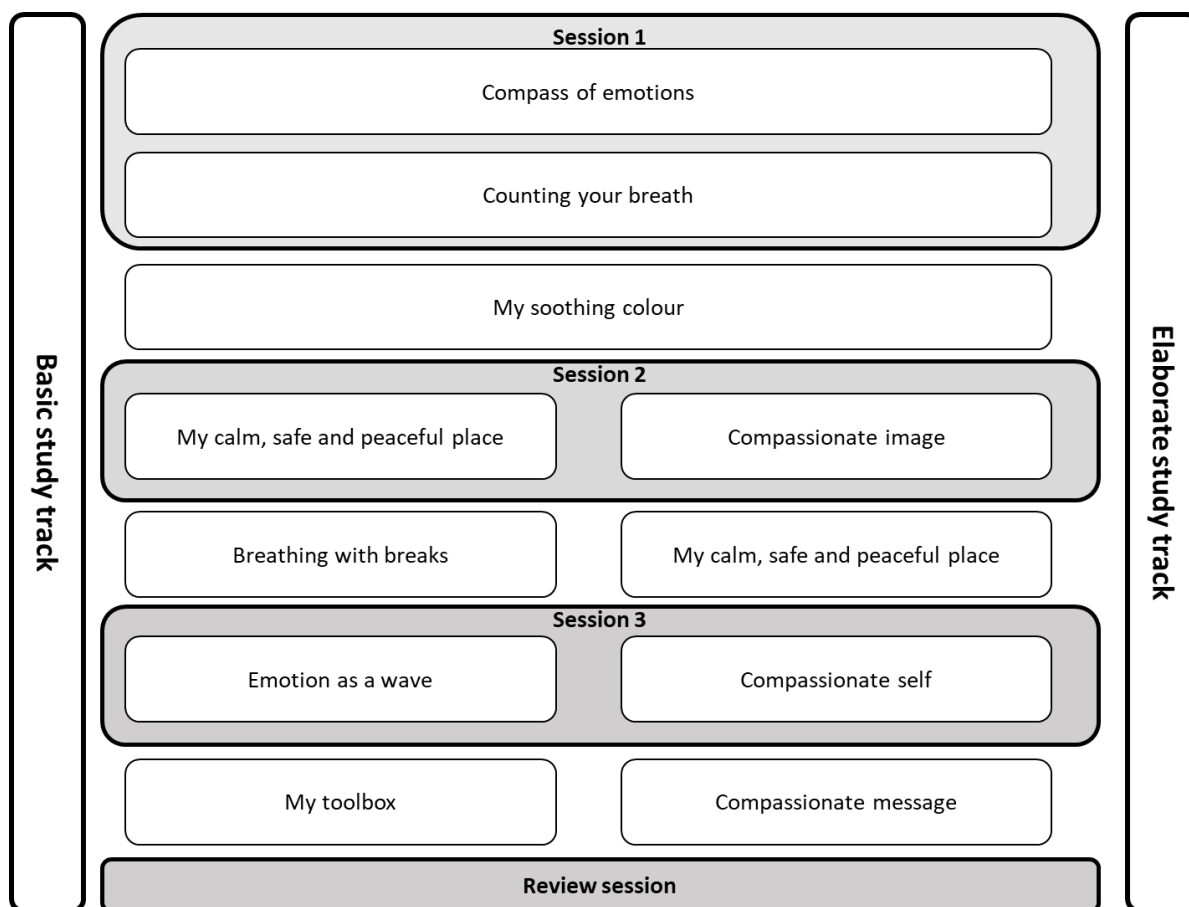 Basic study track
Session 1
Compass of emotions
Counting your breath
My soothing colour
Session 2
My calm, safe and peaceful place
Compassionate image
Breathing with breaks
My calm, safe and peaceful place
Session 3
Emotion as a wave
Compassionate self
My toolbox
Compassionate message
Review session
Elaborate study track